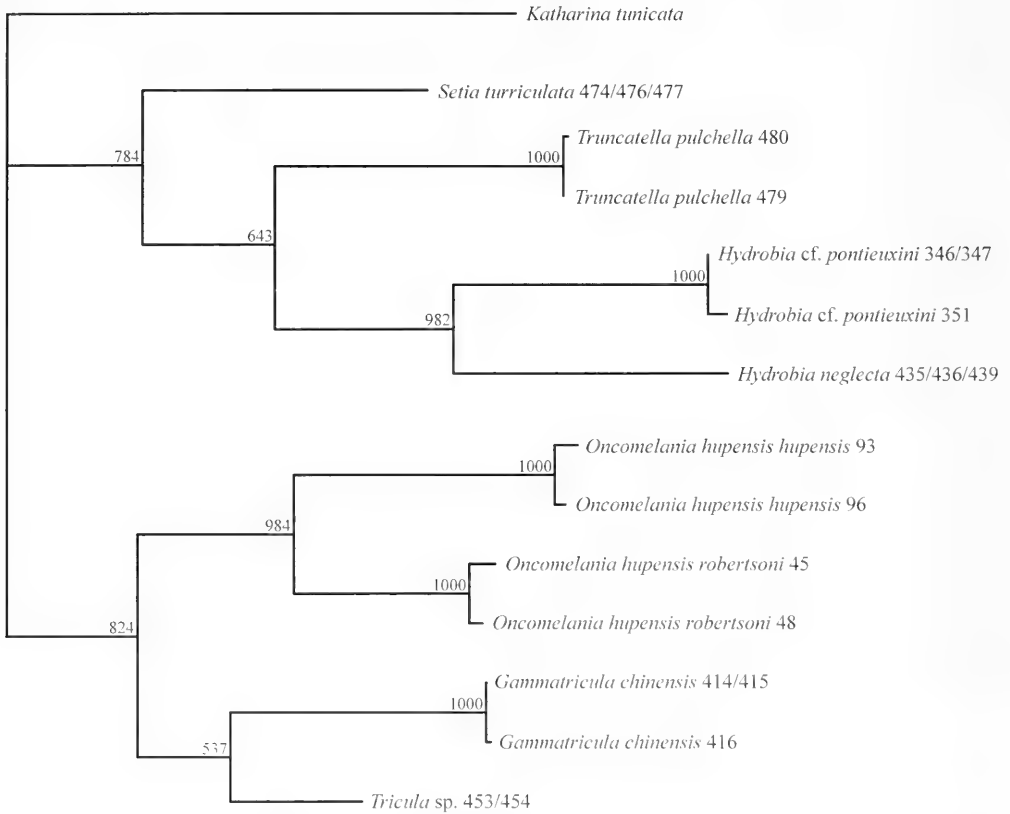 Katharina tunicata
Setia turriculata 474/476/477
Truncatella pulchella 480
784
1000
Truncatella pulchella 479
643
Hydrobia cf. pontieuxini 346/347
1000
Hydrobia cf. pontieuxini 351
982
Hydrobia neglecta 435/436/439
Oncomelania hupensis hupensis 93
1000
Oncomelania hupensis hupensis 96
984
Oncomelania hupensis robertsoni 45
1000
Oncomelania hupensis robertsoni 48
824
Gammatricula chinensis 414/415
1000
Gammatricula chinensis 416
537
Tricula sp. 453/454